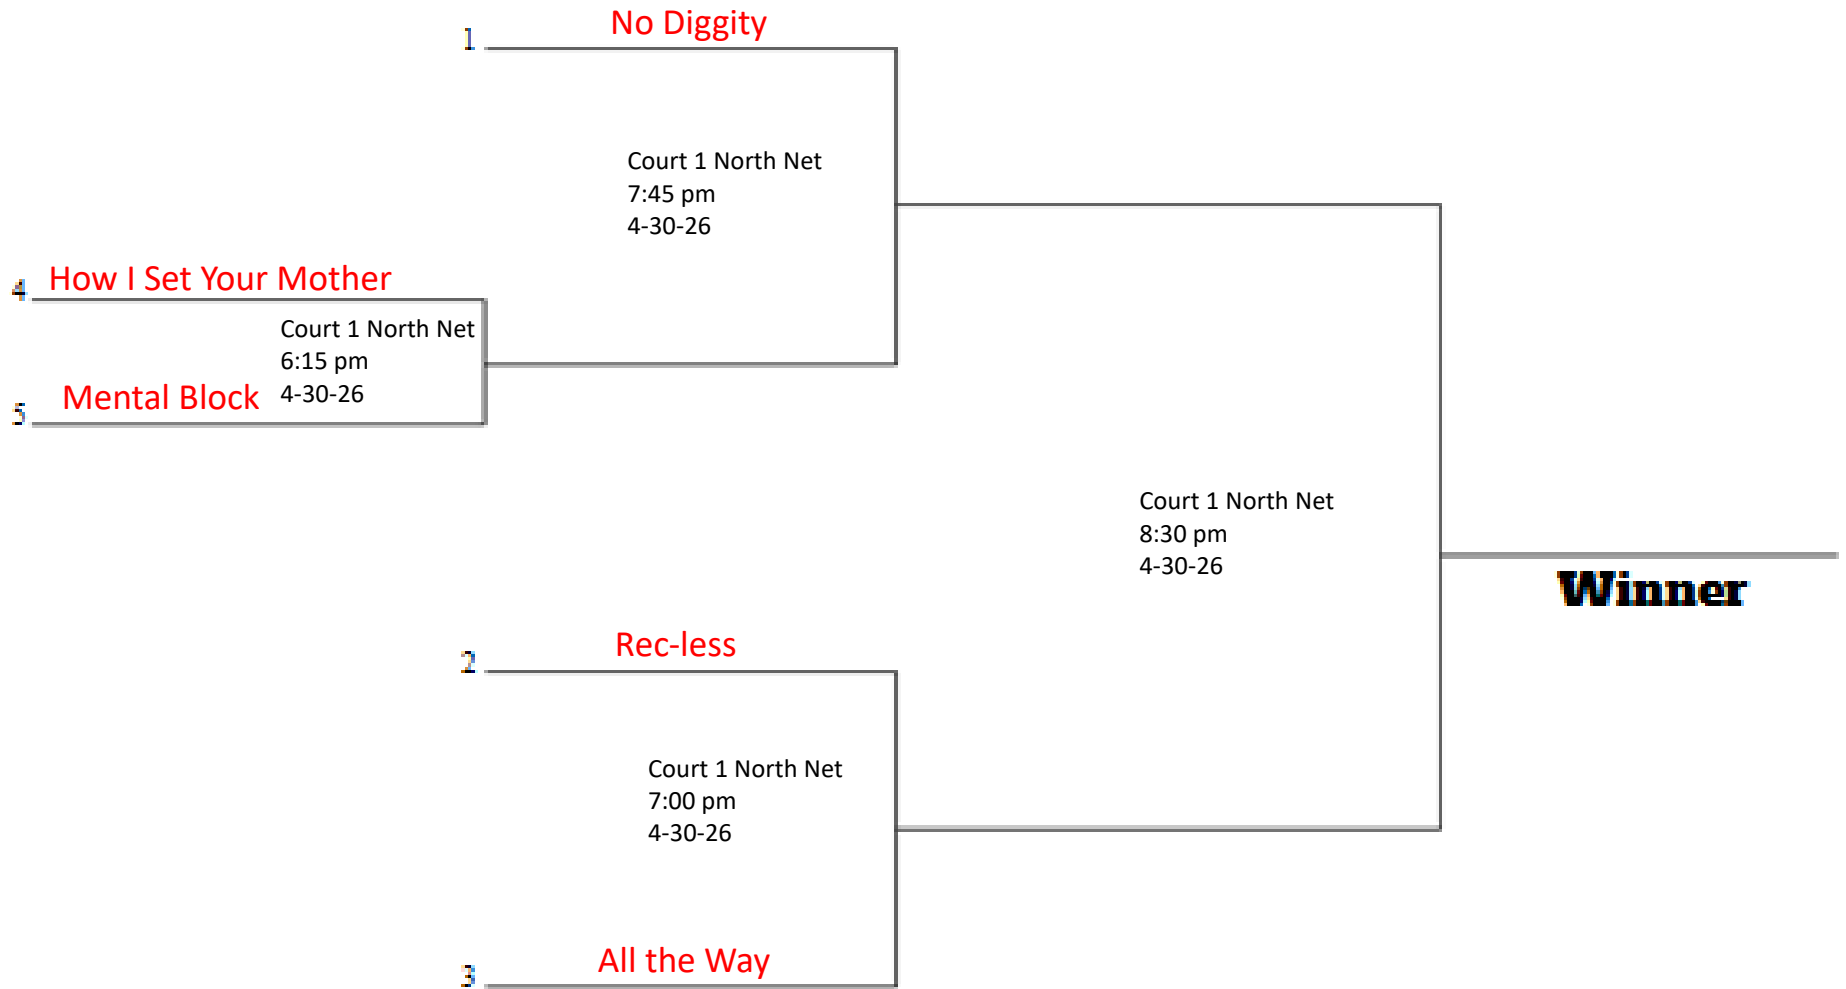 1 No Diggity
Court 1 North Net
7:45 pm
4-30-26
4 How I Set Your Mother
Court 1 North Net
6:15 pm
4-30-26
5 Mental Block
Court 1 North Net
8:30 pm
4-30-26
Winner
2 Rec-less
Court 1 North Net
7:00 pm
4-30-26
3 All the Way